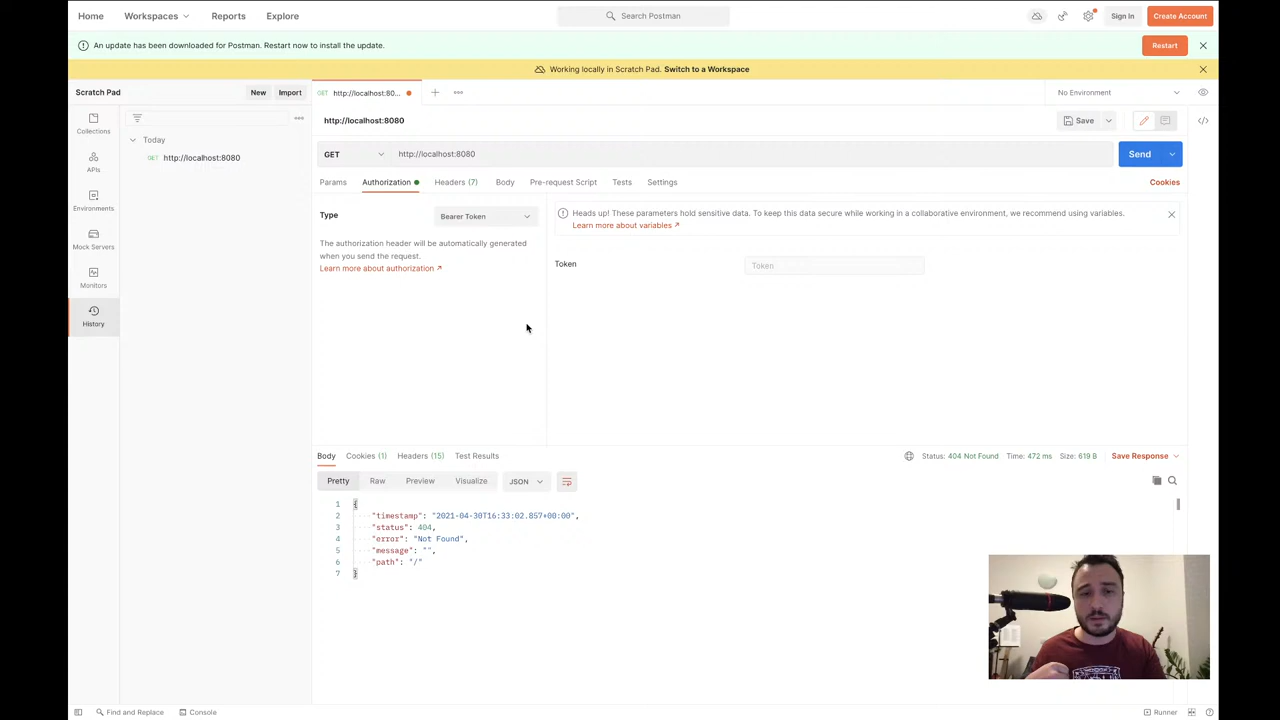 Home Workspaces Reports Explore Search Postman Sign In Create Account
An update has been downloaded for Postman. Restart now to install the update. Restart
Working locally in Scratch Pad. Switch to a Workspace
Scratch Pad New Import GET http://localhost:80... No Environment
Collections
APIs
Environments
Mock Servers
Monitors
History
Today
GET http://localhost:8080
http://localhost:8080 Save
GET http://localhost:8080 Send
Params Authorization Headers (7) Body Pre-request Script Tests Settings Cookies
Type Bearer Token
The authorization header will be automatically generated
when you send the request.
Learn more about authorization ↗
Heads up! These parameters hold sensitive data. To keep this data secure while working in a collaborative environment, we recommend using variables.
Learn more about variables ↗
Token Token
Body Cookies (1) Headers (15) Test Results Status: 404 Not Found Time: 472 ms Size: 619 B Save Response
Pretty Raw Preview Visualize JSON
1 {
2 "timestamp": "2021-04-30T16:33:02.857+00:00",
3 "status": 404,
4 "error": "Not Found",
5 "message": "",
6 "path": "/"
7 }
Find and Replace Console Runner